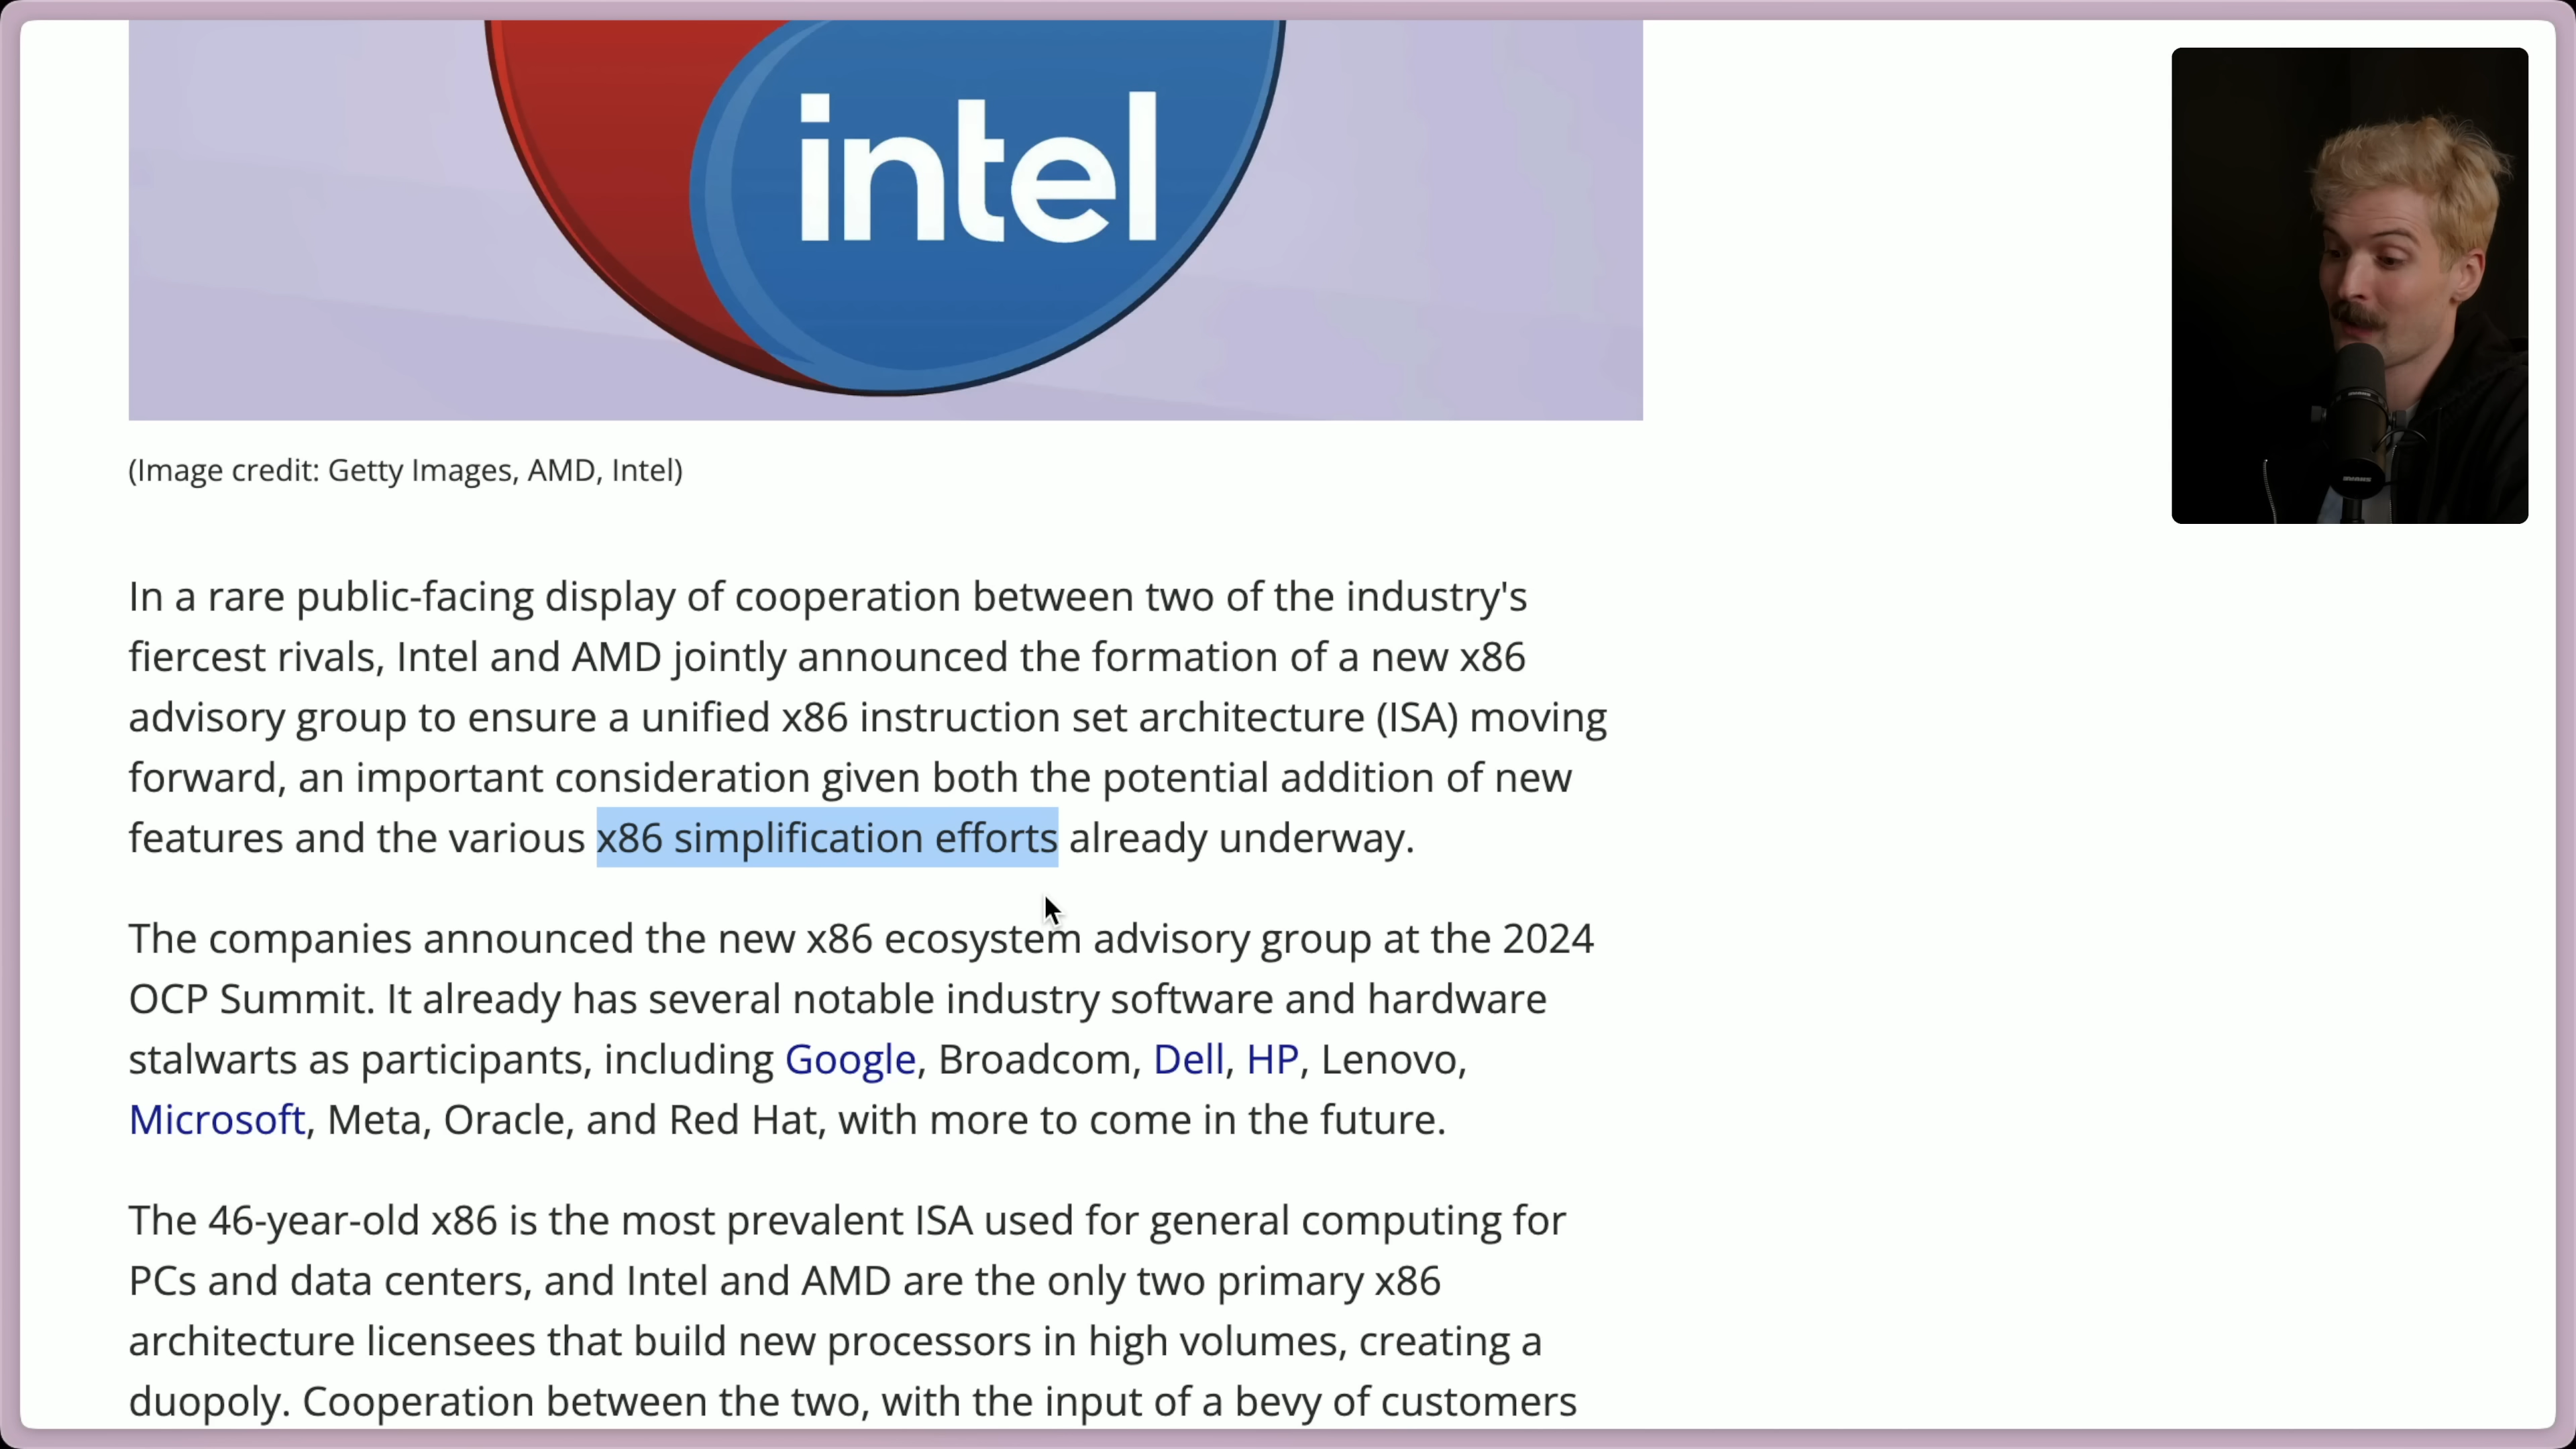 intel
(Image credit: Getty Images, AMD, Intel)
In a rare public-facing display of cooperation between two of the industry's
fiercest rivals, Intel and AMD jointly announced the formation of a new x86
advisory group to ensure a unified x86 instruction set architecture (ISA) moving
forward, an important consideration given both the potential addition of new
features and the various x86 simplification efforts already underway.
The companies announced the new x86 ecosystem advisory group at the 2024
OCP Summit. It already has several notable industry software and hardware
stalwarts as participants, including Google, Broadcom, Dell, HP, Lenovo,
Microsoft, Meta, Oracle, and Red Hat, with more to come in the future.
The 46-year-old x86 is the most prevalent ISA used for general computing for
PCs and data centers, and Intel and AMD are the only two primary x86
architecture licensees that build new processors in high volumes, creating a
duopoly. Cooperation between the two, with the input of a bevy of customers